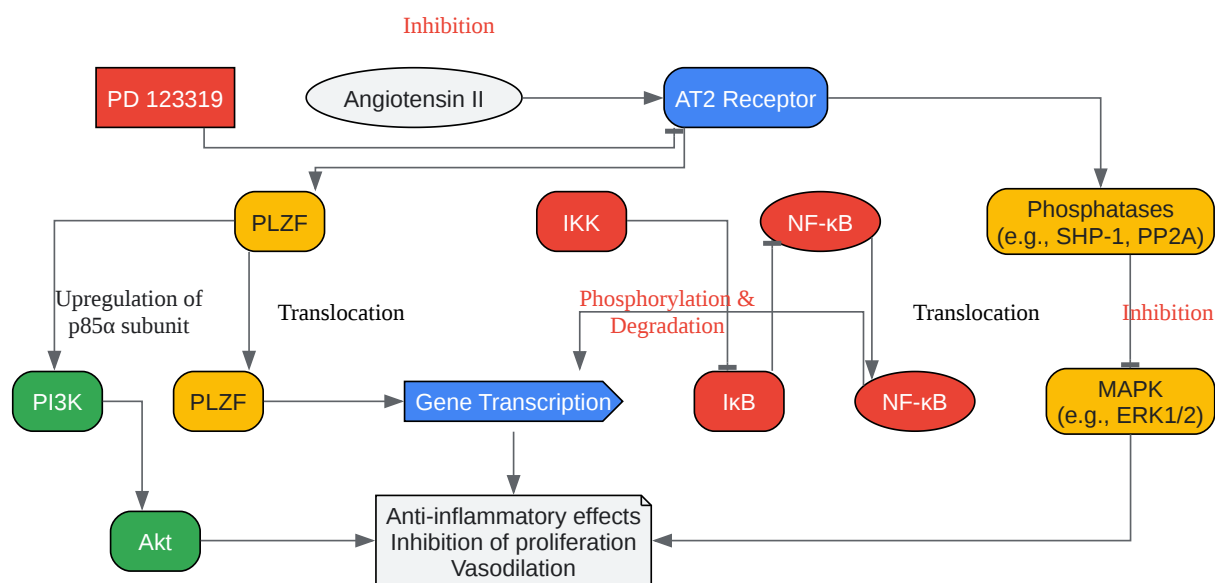 Inhibition
PD 123319
Angiotensin II
AT2 Receptor
PLZF
IKK
NF-κB
Phosphatases
(e.g., SHP-1, PP2A)
Upregulation of
p85α subunit
Translocation
Phosphorylation &
Degradation
Translocation
Inhibition
PI3K
PLZF
Gene Transcription
IκB
NF-κB
MAPK
(e.g., ERK1/2)
Akt
Anti-inflammatory effects
Inhibition of proliferation
Vasodilation